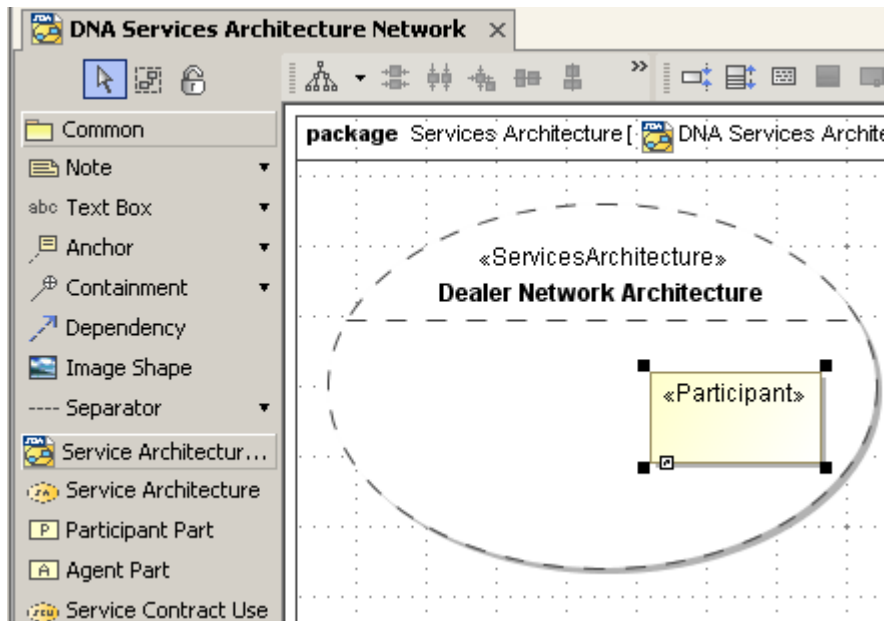 DNA Services Architecture Network
Common
Note
abc Text Box
Anchor
Containment
Dependency
Image Shape
Separator
Service Architectur...
Service Architecture
P Participant Part
A Agent Part
Service Contract Use
package Services Architecture [ DNA Services Archite
«ServicesArchitecture»
Dealer Network Architecture
«Participant»